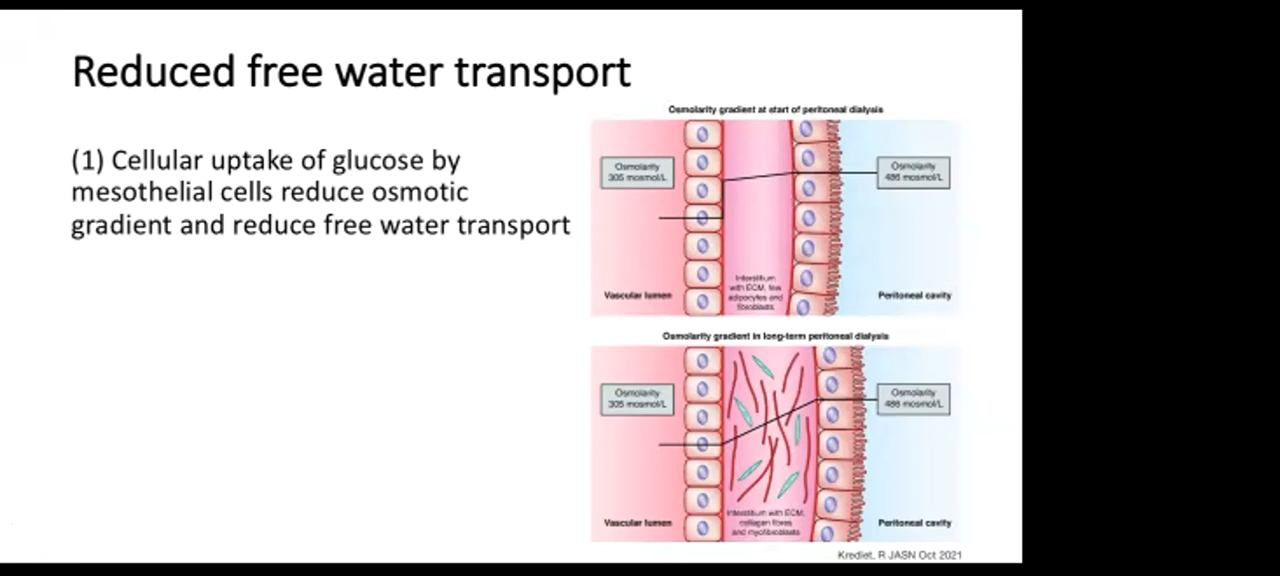 Reduced free water transport
(1) Cellular uptake of glucose by
mesothelial cells reduce osmotic
gradient and reduce free water transport
Osmolarity gradient at start of peritoneal dialysis
Osmolarity
305 mosmol/L
Osmolarity
486 mosmol/L
Interstitium
with ECM, few
adipocytes and
fibroblasts
Vascular lumen
Peritoneal cavity
Osmolarity gradient in long-term peritoneal dialysis
Osmolarity
305 mosmol/L
Osmolarity
486 mosmol/L
Interstitium with ECM,
collagen fibres
and myofibroblasts
Vascular lumen
Peritoneal cavity
Krediet, R JASN Oct 2021